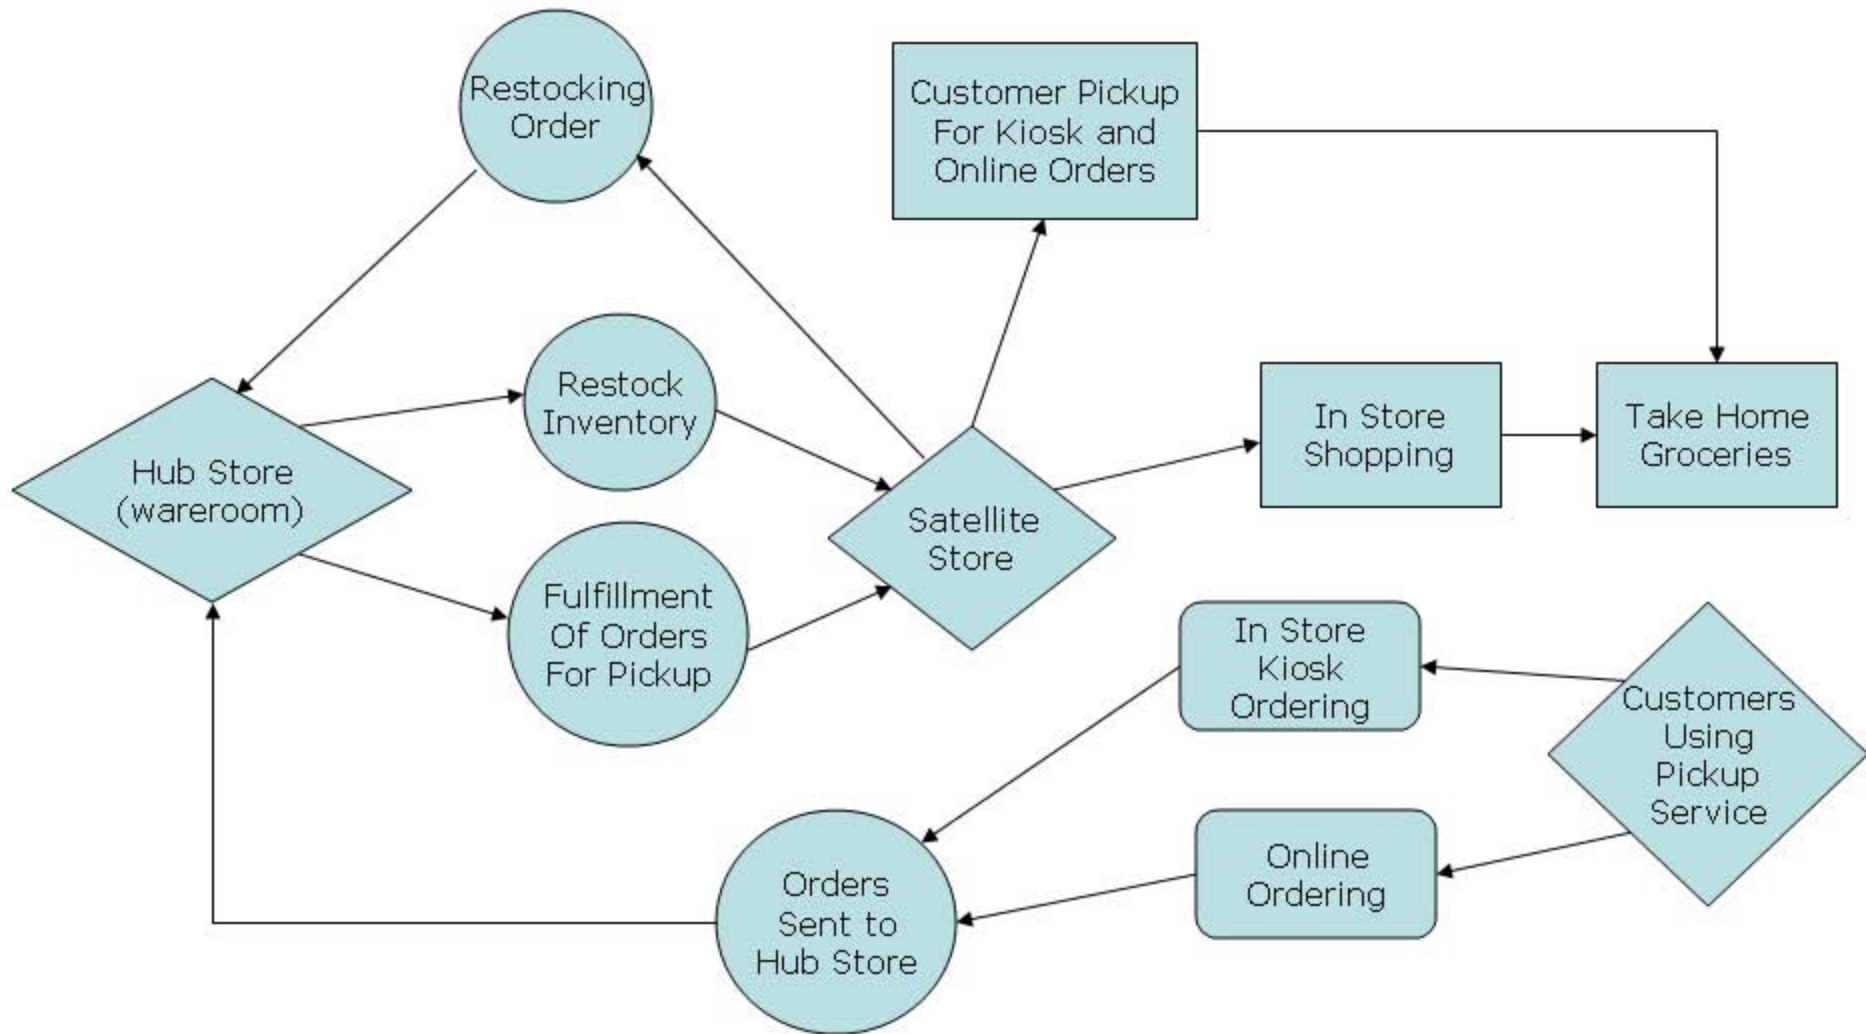 Restocking
Order
Customer Pickup
For Kiosk and
Online Orders
Restock
Inventory
In Store
Shopping
Take Home
Groceries
Hub Store
(wareroom)
Satellite
Store
Fulfillment
Of Orders
For Pickup
In Store
Kiosk
Ordering
Customers
Using
Pickup
Service
Online
Ordering
Orders
Sent to
Hub Store